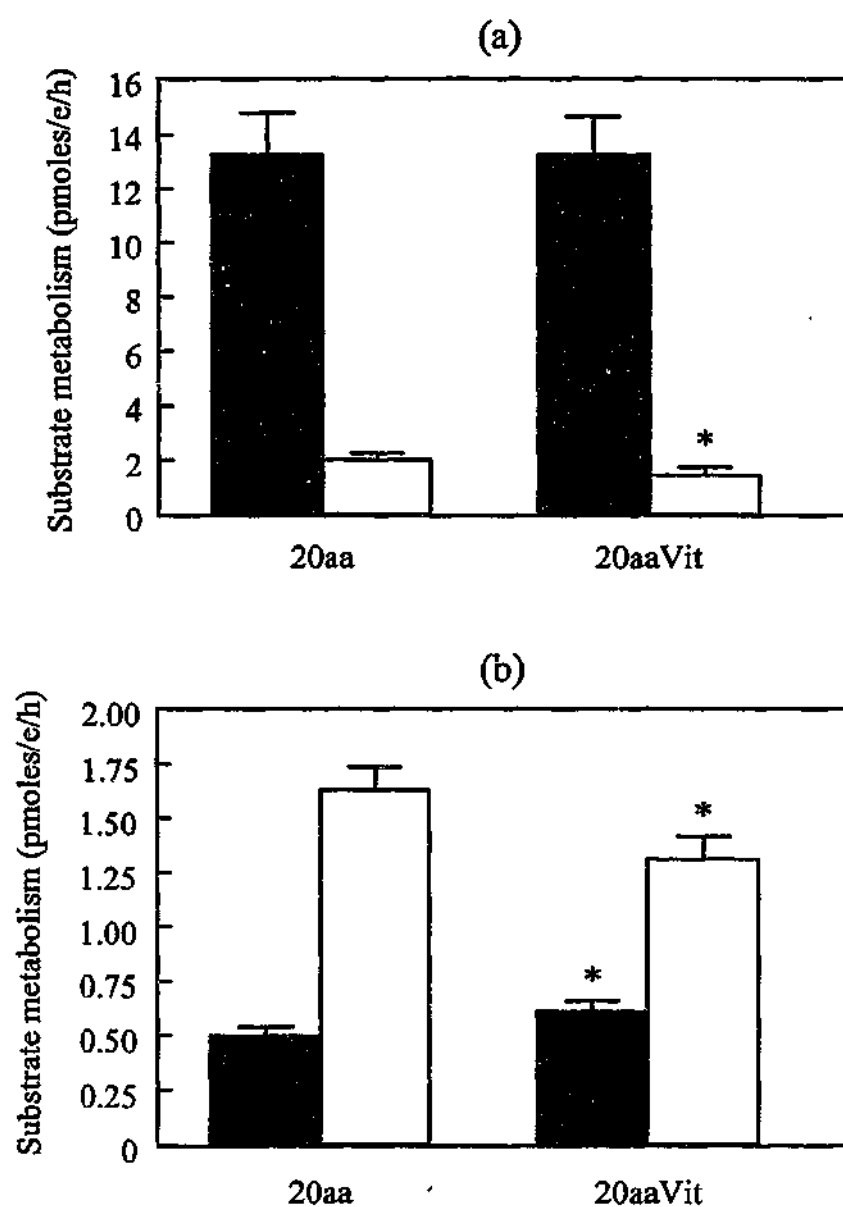 (a)
Substrate metabolism (pmoles/e/h)
16
14
12
10
8
6
4
2
0
*
20aa
20aaVit
(b)
Substrate metabolism (pmoles/e/h)
2.00
1.75
1.50
1.25
1.00
0.75
0.50
0.25
0
*
*
20aa
20aaVit